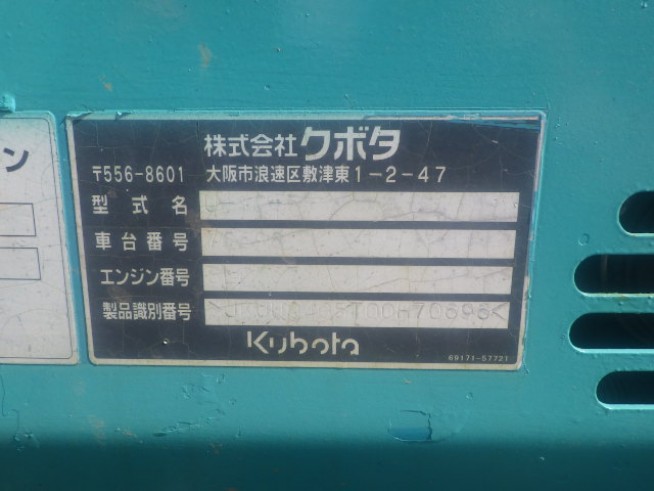 ン
株式会社クボタ
〒556-8601 大阪市浪速区敷津東1-2-47
型式名
車台番号
エンジン番号
製品識別番号
Kubota
69171-57721